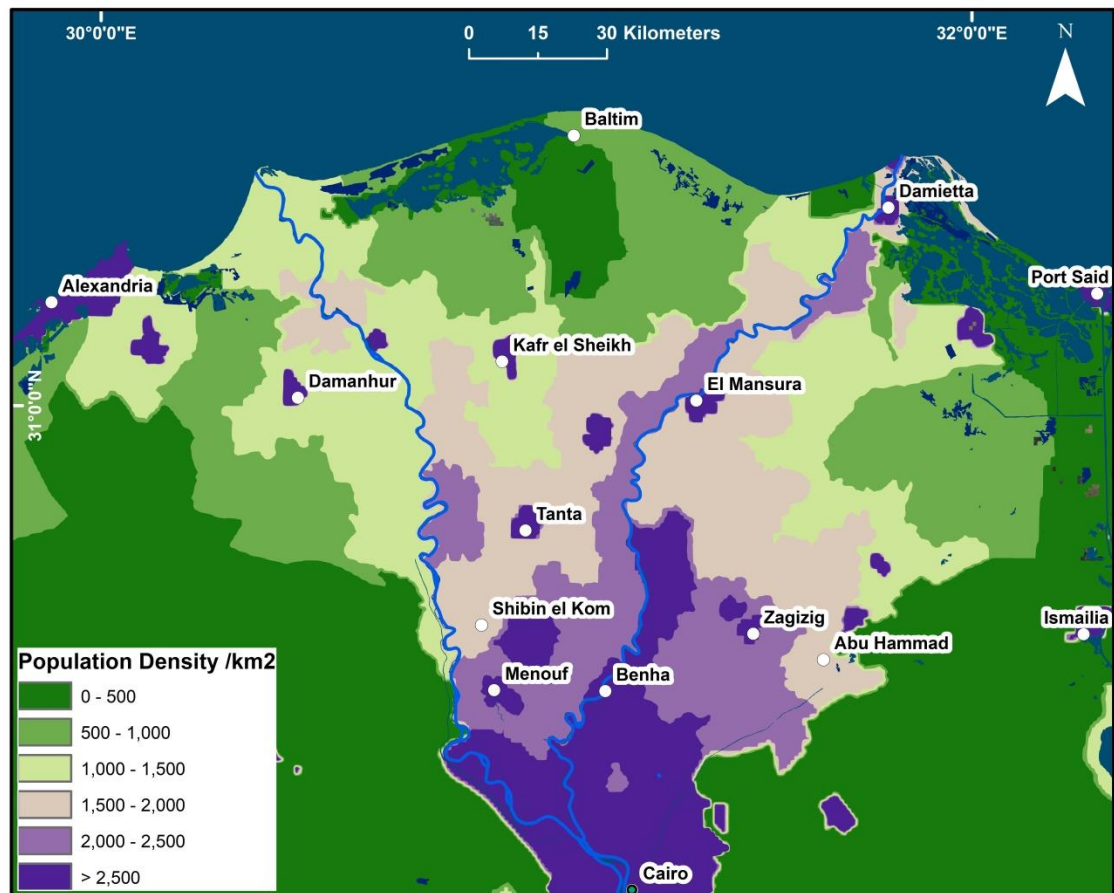 30°0'0"E
32°0'0"E
N
0 15 30 Kilometers
Baltim
Damietta
Alexandria
Port Said
Kafr el Sheikh
Damanhur
El Mansura
31°0'0"N
Tanta
Shibin el Kom
Zagizig
Ismailia
Abu Hammad
Menouf
Benha
Cairo
Population Density /km2
0 - 500
500 - 1,000
1,000 - 1,500
1,500 - 2,000
2,000 - 2,500
> 2,500